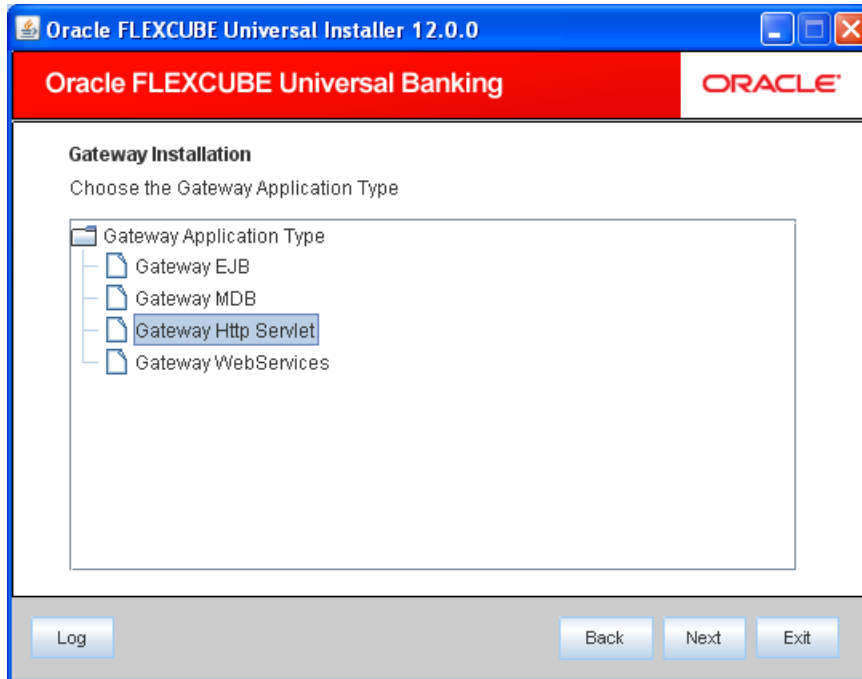 Oracle FLEXCUBE Universal Installer 12.0.0
Oracle FLEXCUBE Universal Banking
ORACLE
Gateway Installation
Choose the Gateway Application Type
Gateway Application Type
Gateway EJB
Gateway MDB
Gateway Http Servlet
Gateway WebServices
Log
Back
Next
Exit